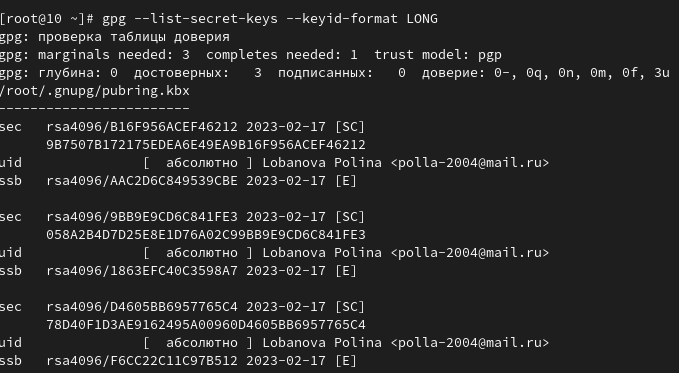 [root@10 ~]# gpg --list-secret-keys --keyid-format LONG
gpg: проверка таблицы доверия
gpg: marginals needed: 3  completes needed: 1  trust model: pgp
gpg: глубина: 0  достоверных:   3  подписанных:   0  доверие: 0-, 0q, 0n, 0m, 0f, 3u
/root/.gnupg/pubring.kbx
------------------------
sec   rsa4096/B16F956ACEF46212 2023-02-17 [SC]
      9B7507B172175EDEA6E49EA9B16F956ACEF46212
uid               [  абсолютно ] Lobanova Polina <polla-2004@mail.ru>
ssb   rsa4096/AAC2D6C849539CBE 2023-02-17 [E]

sec   rsa4096/9BB9E9CD6C841FE3 2023-02-17 [SC]
      058A2B4D7D25E8E1D76A02C99BB9E9CD6C841FE3
uid               [  абсолютно ] Lobanova Polina <polla-2004@mail.ru>
ssb   rsa4096/1863EFC40C3598A7 2023-02-17 [E]

sec   rsa4096/D4605BB6957765C4 2023-02-17 [SC]
      78D40F1D3AE9162495A00960D4605BB6957765C4
uid               [  абсолютно ] Lobanova Polina <polla-2004@mail.ru>
ssb   rsa4096/F6CC22C11C97B512 2023-02-17 [E]